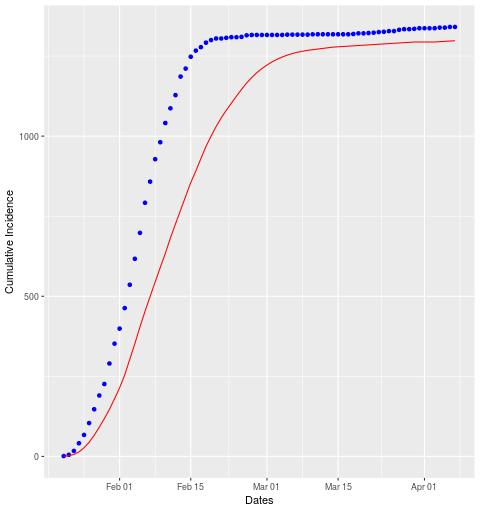 Cumulative Incidence
1000
500
0
Feb 01
Feb 15
Mar 01
Mar 15
Apr 01
Dates